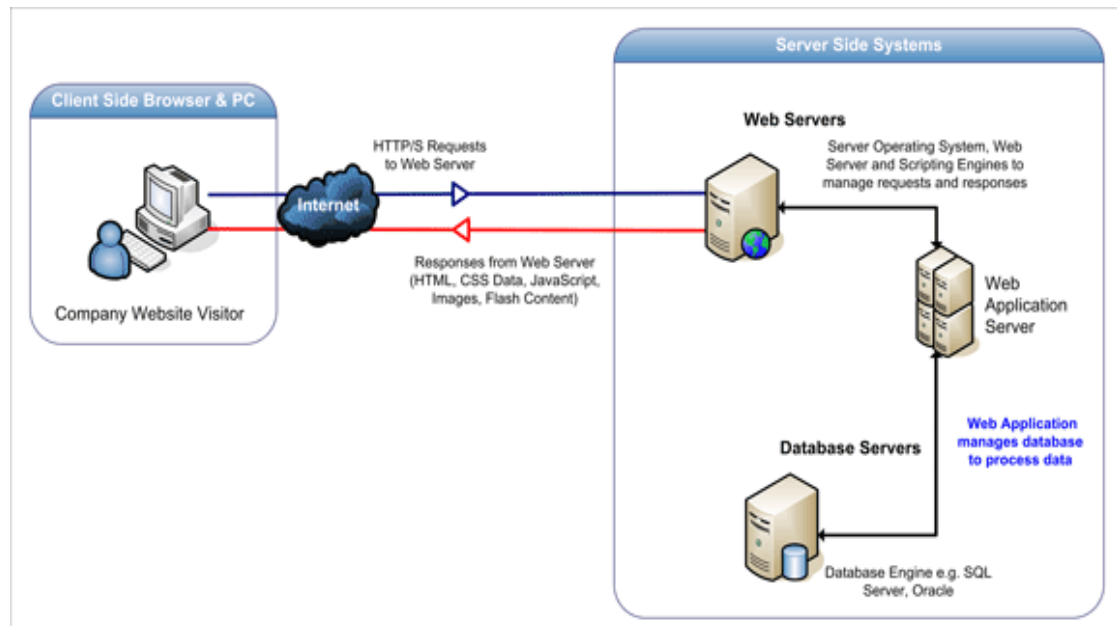 Server Side Systems
Client Side Browser & PC
Web Servers
HTTP/S Requests
to Web Server
Server Operating System, Web
Server and Scripting Engines to
manage requests and responses
Internet
Responses from Web Server
(HTML, CSS Data, JavaScript,
Images, Flash Content)
Company Website Visitor
Web
Application
Server
Web Application
manages database
to process data
Database Servers
Database Engine e.g. SQL
Server, Oracle